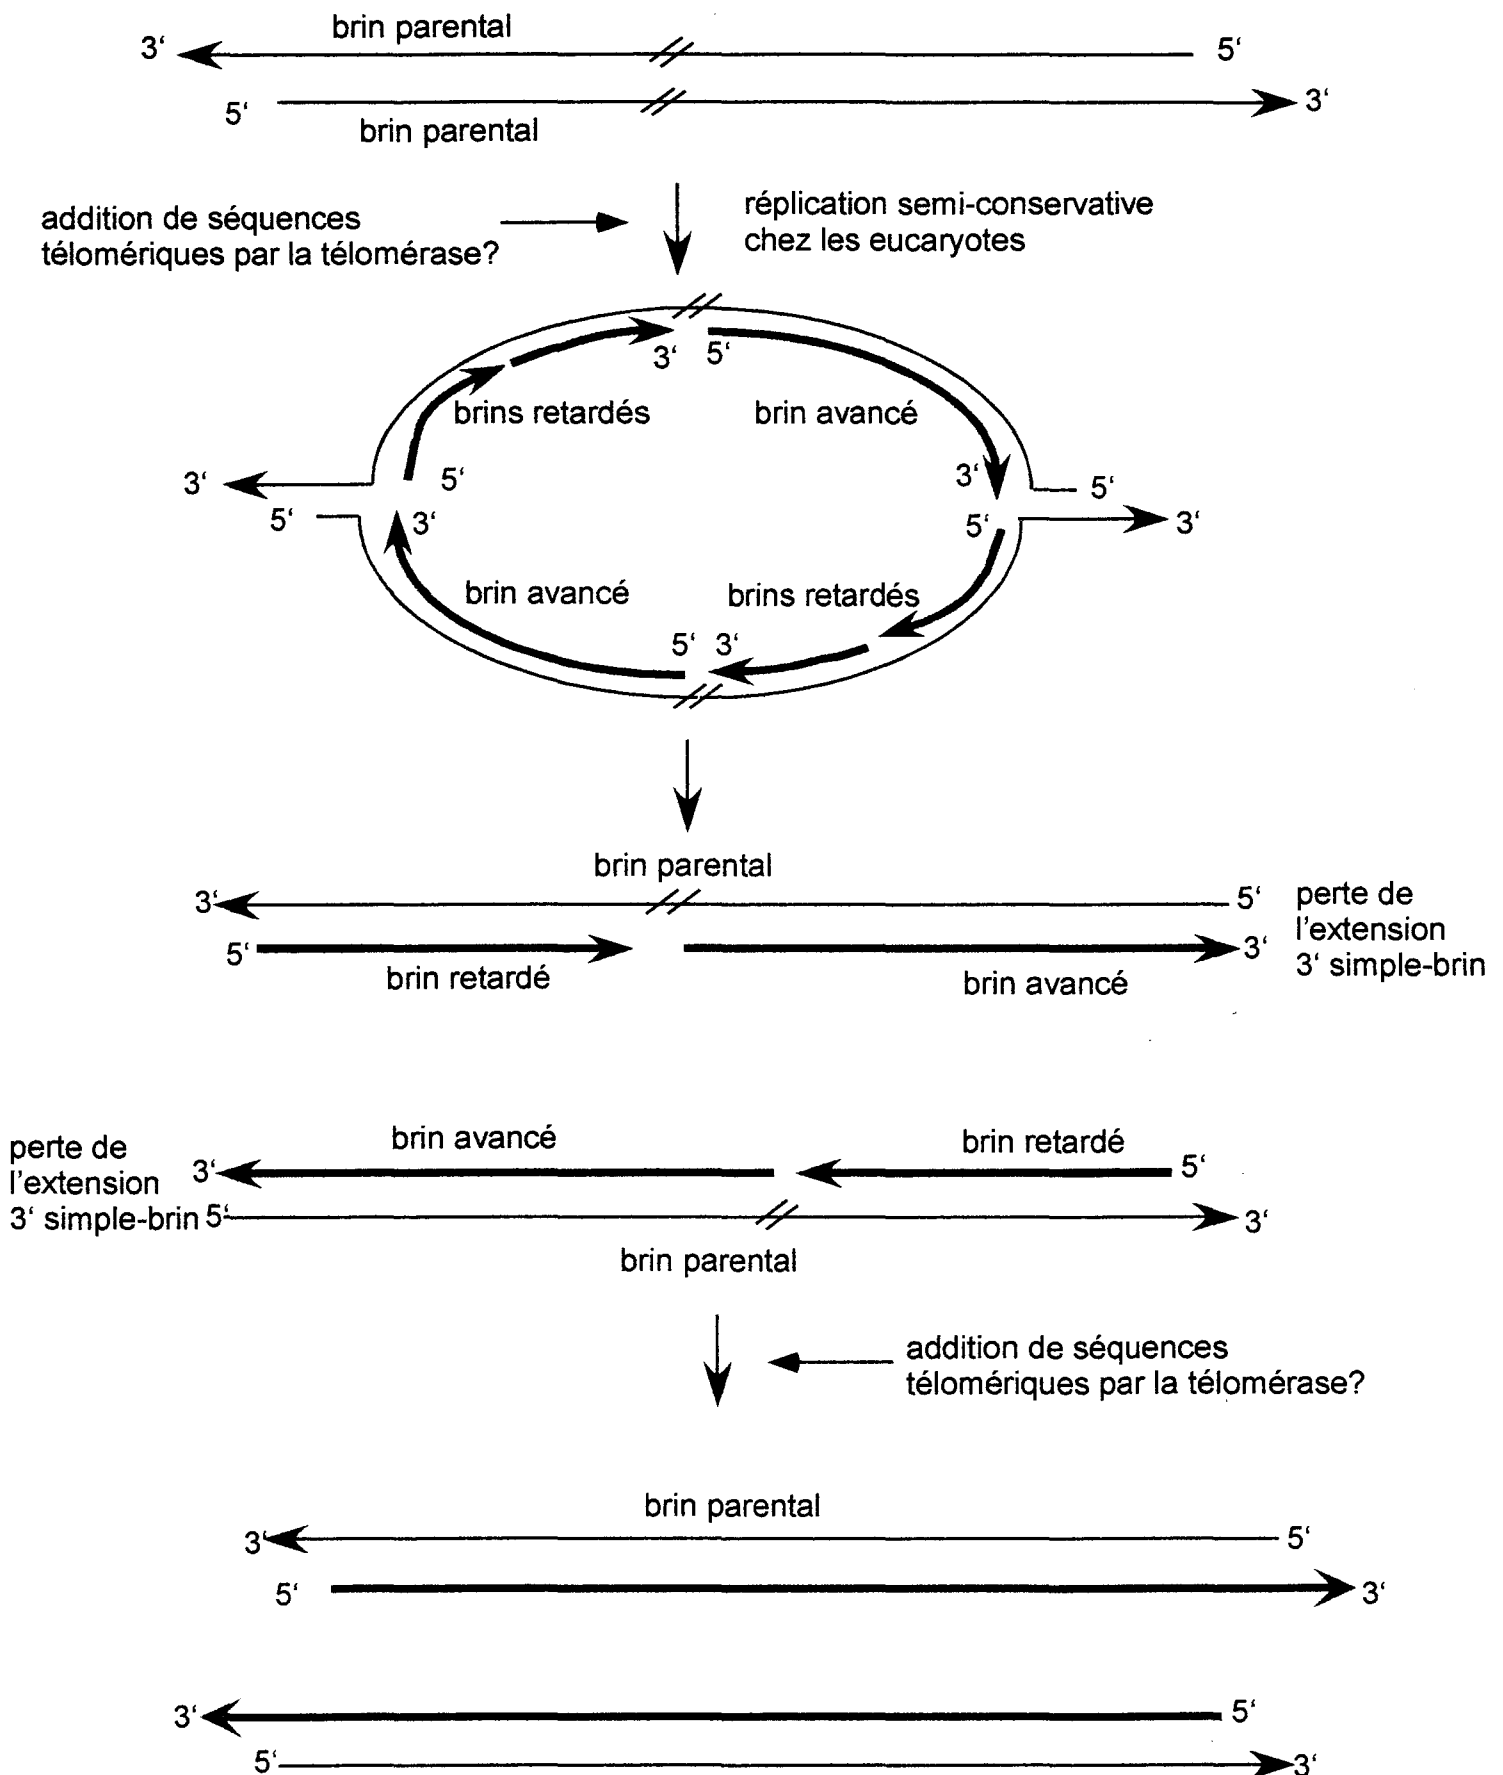 brin parental
3' 5'
5' 3'
brin parental
addition de séquences
télomériques par la télomérase?
réplication semi-conservative
chez les eucaryotes
3' 5'
brins retardés brin avancé
3' 5' 3' 5'
5' 3' 5' 3'
brin avancé brins retardés
5' 3'
brin parental
3' 5'
5' 3'
brin retardé brin avancé
perte de
l'extension
3' simple-brin
perte de
l'extension
3' simple-brin
brin avancé brin retardé
3' 5'
5' 3'
brin parental
addition de séquences
télomériques par la télomérase?
brin parental
3' 5'
5' 3'
3' 5'
5' 3'